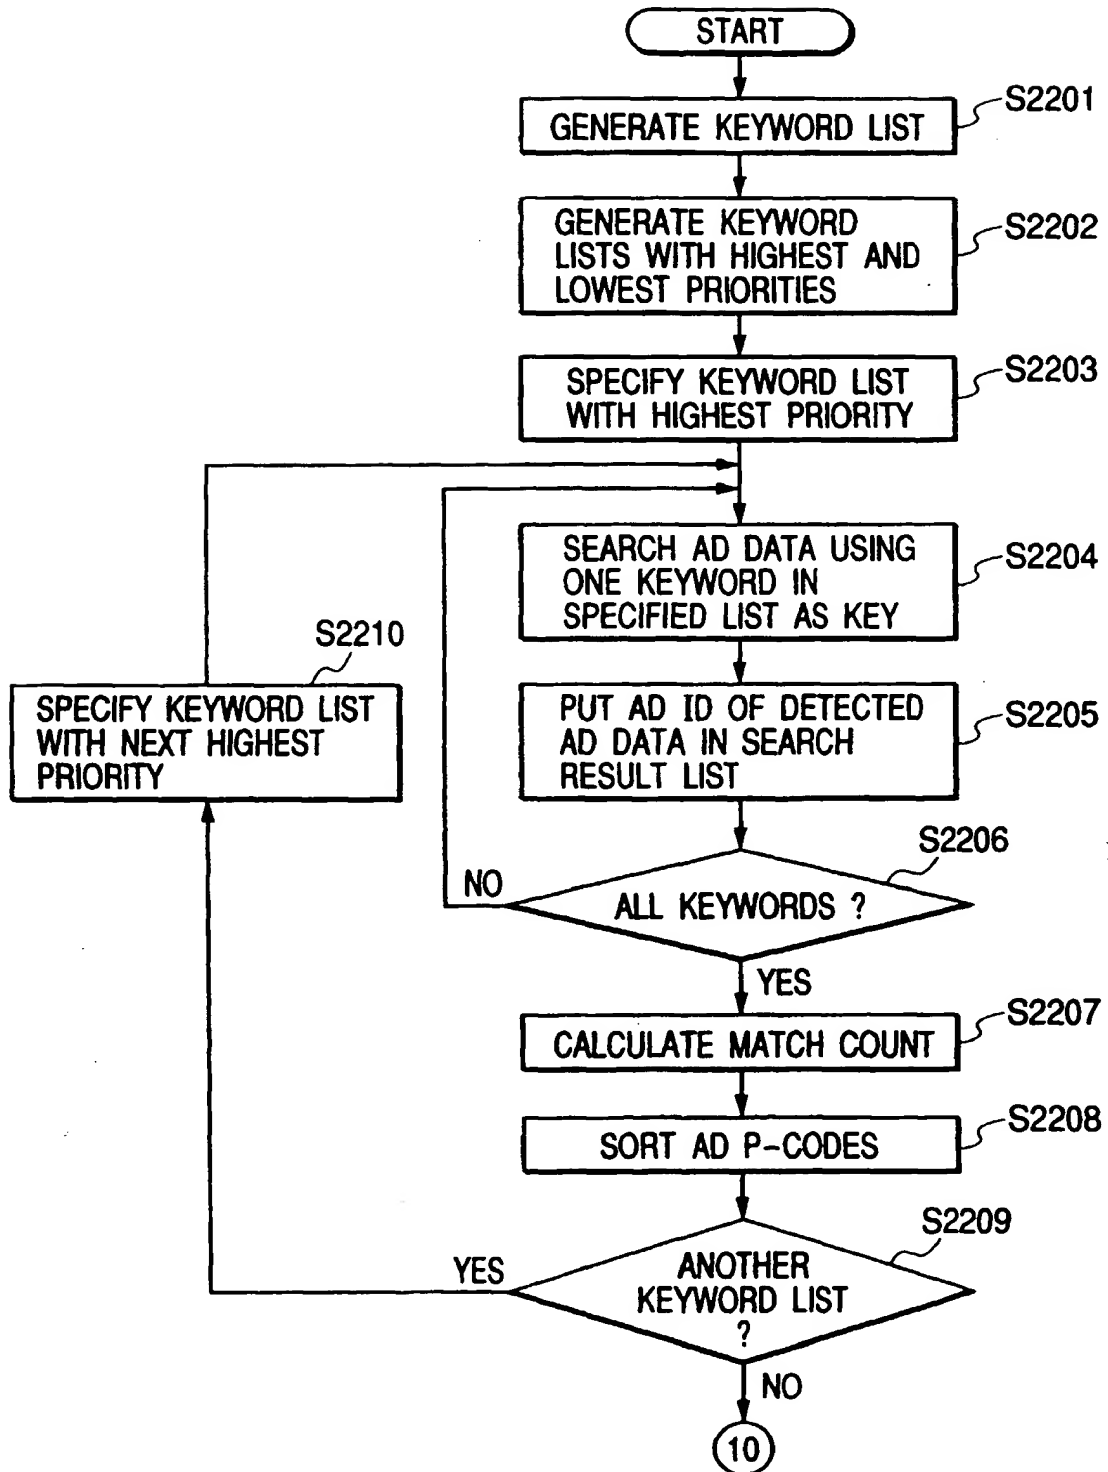 START
GENERATE KEYWORD LIST
S2201
GENERATE KEYWORD
LISTS WITH HIGHEST AND
LOWEST PRIORITIES
S2202
SPECIFY KEYWORD LIST
WITH HIGHEST PRIORITY
S2203
SEARCH AD DATA USING
ONE KEYWORD IN
SPECIFIED LIST AS KEY
S2204
S2210
SPECIFY KEYWORD LIST
WITH NEXT HIGHEST
PRIORITY
PUT AD ID OF DETECTED
AD DATA IN SEARCH
RESULT LIST
S2205
S2206
NO
ALL KEYWORDS ?
YES
CALCULATE MATCH COUNT
S2207
SORT AD P-CODES
S2208
S2209
YES
ANOTHER
KEYWORD LIST
?
NO
10